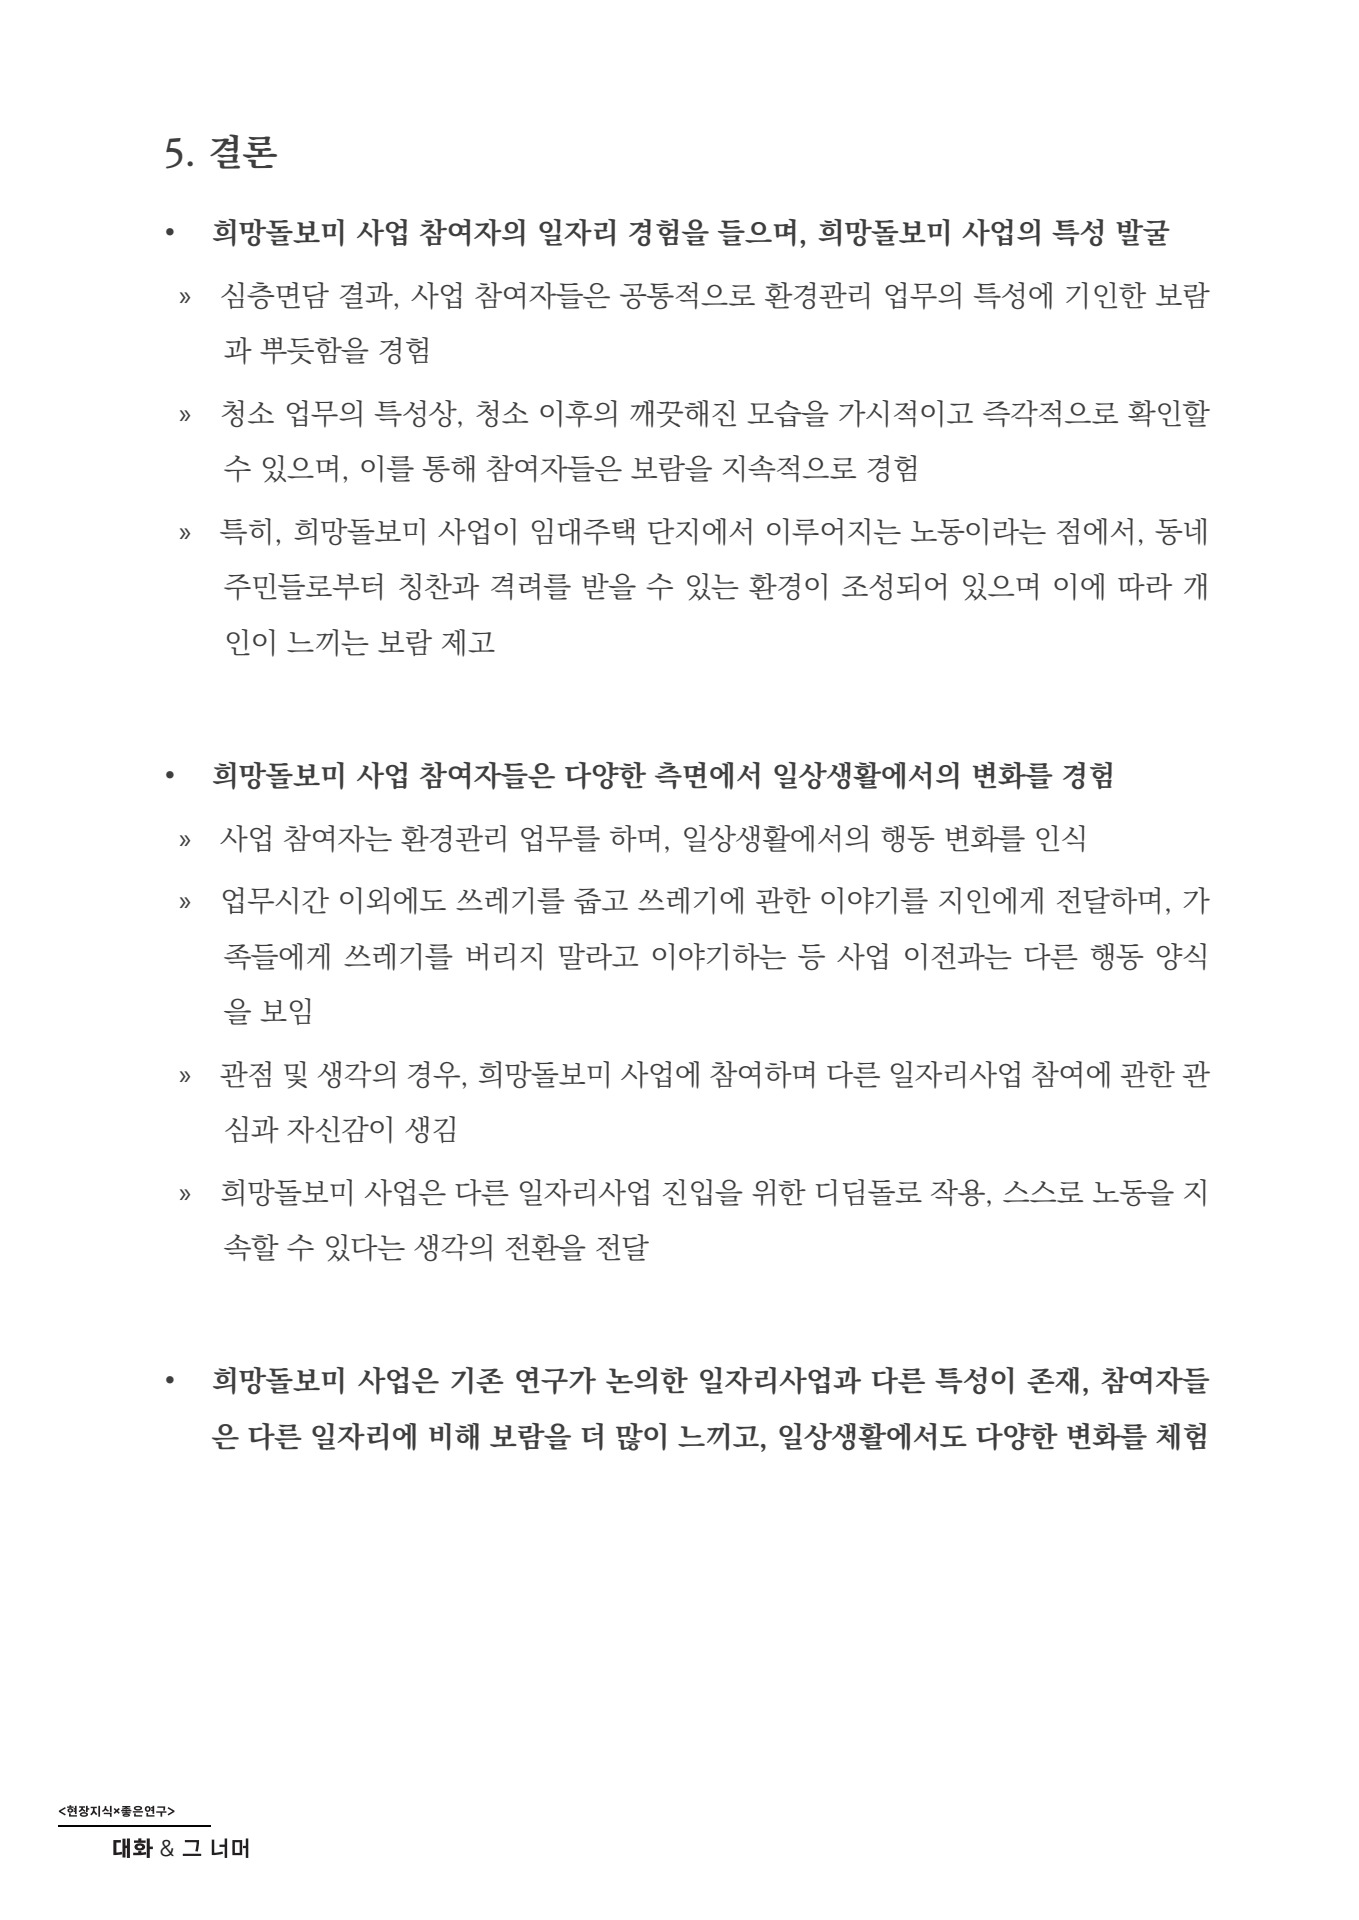 5. 결론
• 희망돌보미 사업 참여자의 일자리 경험을 들으며, 희망돌보미 사업의 특성 발굴
» 심층면담 결과, 사업 참여자들은 공통적으로 환경관리 업무의 특성에 기인한 보람
과 뿌듯함을 경험
» 청소 업무의 특성상, 청소 이후의 깨끗해진 모습을 가시적이고 즉각적으로 확인할
수 있으며, 이를 통해 참여자들은 보람을 지속적으로 경험
» 특히, 희망돌보미 사업이 임대주택 단지에서 이루어지는 노동이라는 점에서, 동네
주민들로부터 칭찬과 격려를 받을 수 있는 환경이 조성되어 있으며 이에 따라 개
인이 느끼는 보람 제고
• 희망돌보미 사업 참여자들은 다양한 측면에서 일상생활에서의 변화를 경험
» 사업 참여자는 환경관리 업무를 하며, 일상생활에서의 행동 변화를 인식
» 업무시간 이외에도 쓰레기를 줍고 쓰레기에 관한 이야기를 지인에게 전달하며, 가
족들에게 쓰레기를 버리지 말라고 이야기하는 등 사업 이전과는 다른 행동 양식
을 보임
» 관점 및 생각의 경우, 희망돌보미 사업에 참여하며 다른 일자리사업 참여에 관한 관
심과 자신감이 생김
» 희망돌보미 사업은 다른 일자리사업 진입을 위한 디딤돌로 작용, 스스로 노동을 지
속할 수 있다는 생각의 전환을 전달
• 희망돌보미 사업은 기존 연구가 논의한 일자리사업과 다른 특성이 존재, 참여자들
은 다른 일자리에 비해 보람을 더 많이 느끼고, 일상생활에서도 다양한 변화를 체험
<현장지식×좋은연구>
대화 & 그 너머